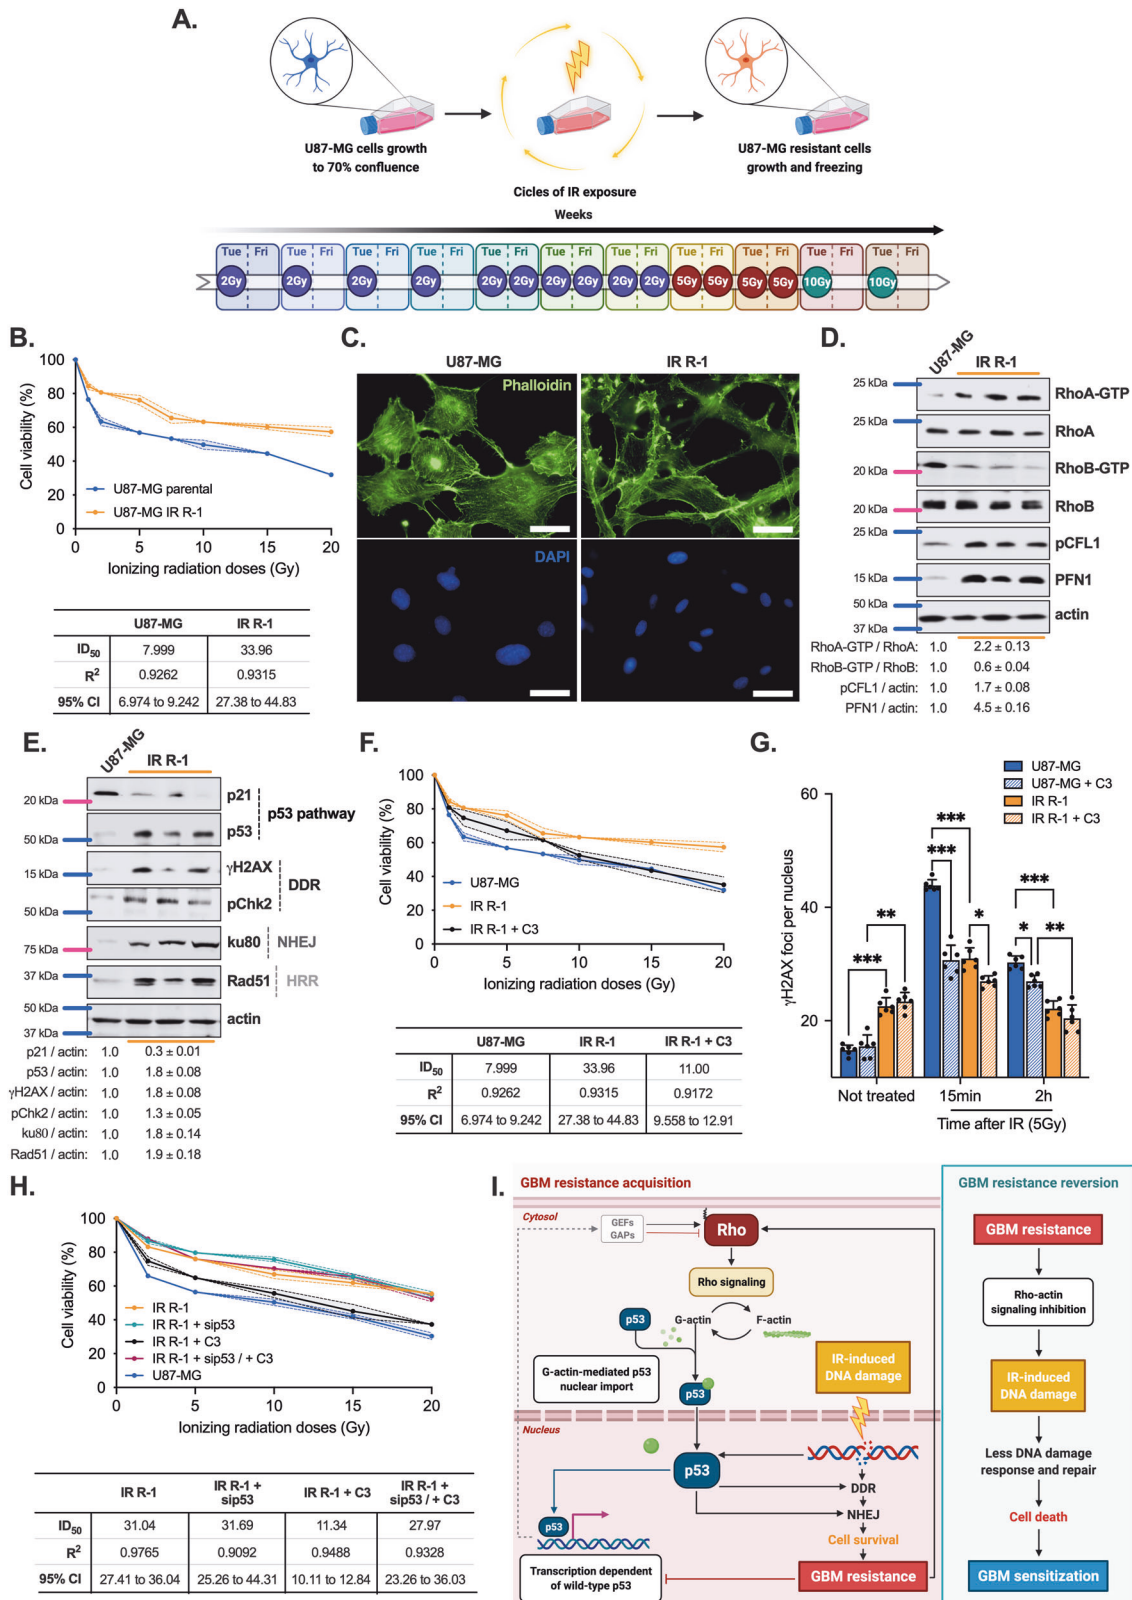 A.
U87-MG cells growth
to 70% confluence
Cicles of IR exposure
U87-MG resistant cells
growth and freezing
Weeks
Tue Fri Tue Fri Tue Fri Tue Fri Tue Fri Tue Fri Tue Fri Tue Fri Tue Fri Tue Fri Tue Fri
2Gy 2Gy 2Gy 2Gy 2Gy 2Gy 2Gy 2Gy 2Gy 2Gy 5Gy 5Gy 5Gy 5Gy 10Gy 10Gy
B.
Cell viability (%)
100
80
60
40
20
0
U87-MG parental
U87-MG IR R-1
0 5 10 15 20
Ionizing radiation doses (Gy)
U87-MG IR R-1
ID50 7.999 33.96
R2 0.9262 0.9315
95% CI 6.974 to 9.242 27.38 to 44.83
C.
U87-MG IR R-1
Phalloidin
DAPI
D.
U87-MG IR R-1
25 kDa RhoA-GTP
25 kDa RhoA
20 kDa RhoB-GTP
20 kDa RhoB
25 kDa pCFL1
15 kDa PFN1
50 kDa actin
37 kDa
RhoA-GTP / RhoA: 1.0 2.2 ± 0.13
RhoB-GTP / RhoB: 1.0 0.6 ± 0.04
pCFL1 / actin: 1.0 1.7 ± 0.08
PFN1 / actin: 1.0 4.5 ± 0.16
E.
U87-MG IR R-1
20 kDa p21
50 kDa p53
p53 pathway
15 kDa γH2AX
50 kDa pChk2
DDR
75 kDa ku80 NHEJ
37 kDa Rad51 HRR
50 kDa actin
37 kDa
p21 / actin: 1.0 0.3 ± 0.01
p53 / actin: 1.0 1.8 ± 0.08
γH2AX / actin: 1.0 1.8 ± 0.08
pChk2 / actin: 1.0 1.3 ± 0.05
ku80 / actin: 1.0 1.8 ± 0.14
Rad51 / actin: 1.0 1.9 ± 0.18
F.
Cell viability (%)
100
80
60
40
20
0
U87-MG
IR R-1
IR R-1 + C3
0 5 10 15 20
Ionizing radiation doses (Gy)
U87-MG IR R-1 IR R-1 + C3
ID50 7.999 33.96 11.00
R2 0.9262 0.9315 0.9172
95% CI 6.974 to 9.242 27.38 to 44.83 9.558 to 12.91
G.
U87-MG
U87-MG + C3
IR R-1
IR R-1 + C3
γH2AX foci per nucleus
60
40
20
*** ** *** *** * *** * **
Not treated 15min 2h
Time after IR (5Gy)
H.
Cell viability (%)
100
80
60
40
20
0
IR R-1
IR R-1 + sip53
IR R-1 + C3
IR R-1 + sip53 / + C3
U87-MG
0 5 10 15 20
Ionizing radiation doses (Gy)
IR R-1 IR R-1 + sip53 IR R-1 + C3 IR R-1 + sip53 / + C3
ID50 31.04 31.69 11.34 27.97
R2 0.9765 0.9092 0.9488 0.9328
95% CI 27.41 to 36.04 25.26 to 44.31 10.11 to 12.84 23.26 to 36.03
I.
GBM resistance acquisition
Cytosol
GEFs
GAPs
Rho
Rho signaling
p53
G-actin F-actin
G-actin-mediated p53
nuclear import
p53
IR-induced
DNA damage
Nucleus
p53
DDR
NHEJ
p53
Cell survival
Transcription dependent
of wild-type p53
GBM resistance
GBM resistance reversion
GBM resistance
Rho-actin
signaling inhibition
IR-induced
DNA damage
Less DNA damage
response and repair
Cell death
GBM sensitization